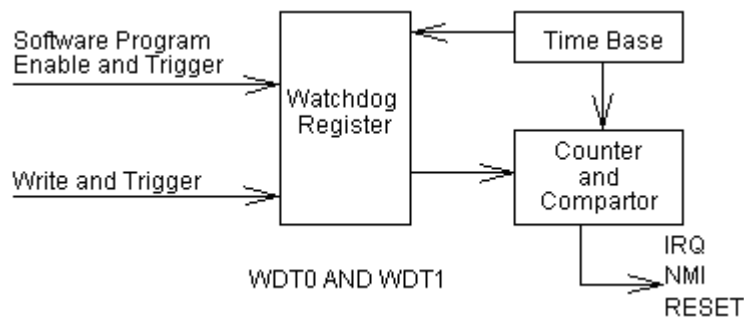 Software Program
Enable and Trigger
Write and Trigger
Watchdog
Register
Time Base
Counter
and
Compartor
IRQ
NMI
RESET
WDT0 AND WDT1